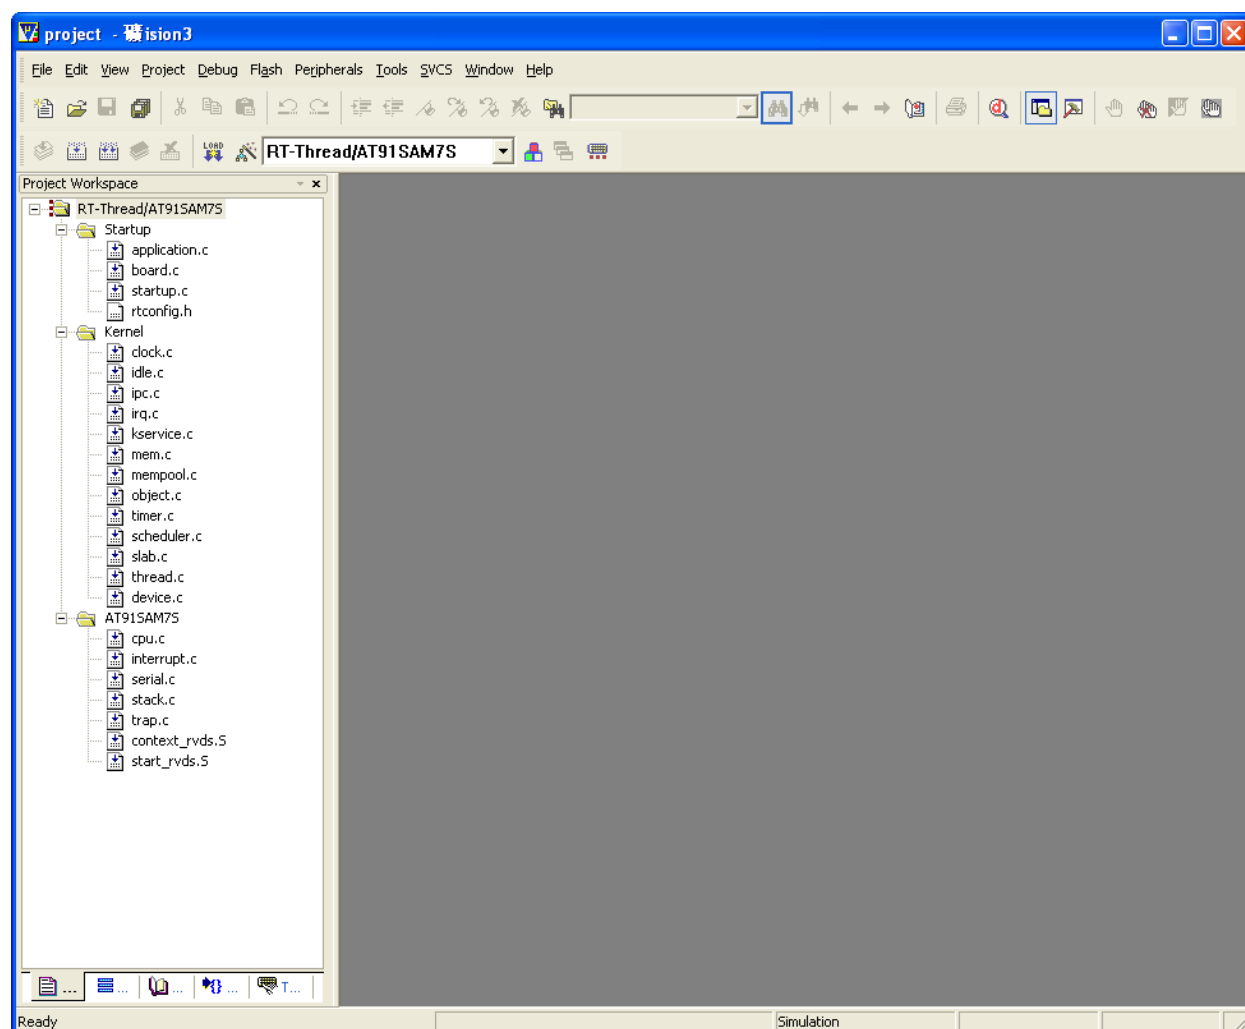 project - 礦ision3
File Edit View Project Debug Flash Peripherals Tools SVCS Window Help
LOAD RT-Thread/AT91SAM7S
Project Workspace
RT-Thread/AT91SAM7S
Startup
application.c
board.c
startup.c
rtconfig.h
Kernel
clock.c
idle.c
ipc.c
irq.c
kservice.c
mem.c
mempool.c
object.c
timer.c
scheduler.c
slab.c
thread.c
device.c
AT91SAM7S
cpu.c
interrupt.c
serial.c
stack.c
trap.c
context_rvds.S
start_rvds.S
... ... ... ... T...
Ready Simulation